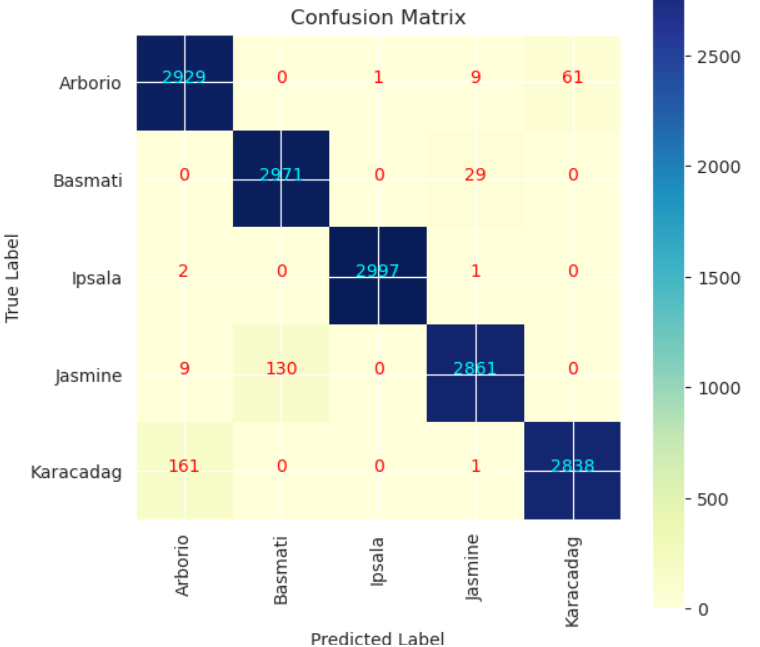 Confusion Matrix
True Label
Arborio 2929 0 1 9 61
Basmati 0 2971 0 29 0
Ipsala 2 0 2997 1 0
Jasmine 9 130 0 2861 0
Karacadag 161 0 0 1 2838
Arborio Basmati Ipsala Jasmine Karacadag
Predicted Label
2500
2000
1500
1000
500
0